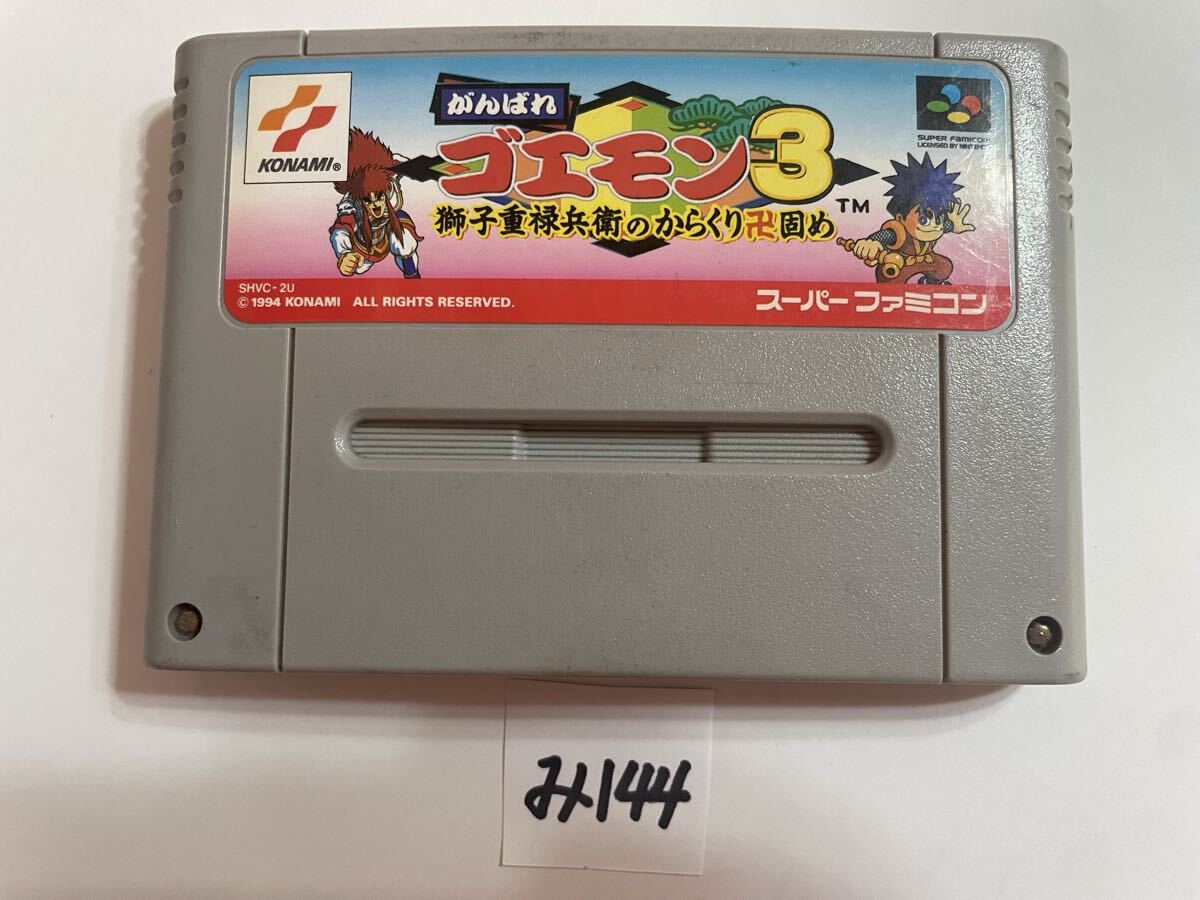 KONAMI®
がんばれ
ゴエモン3
TM
獅子重禄兵衛のからくり卍固め
SUPER FAMICOM
LICENSED BY NINTENDO
SHVC-2U
© 1994 KONAMI ALL RIGHTS RESERVED.
スーパーファミコン
み144